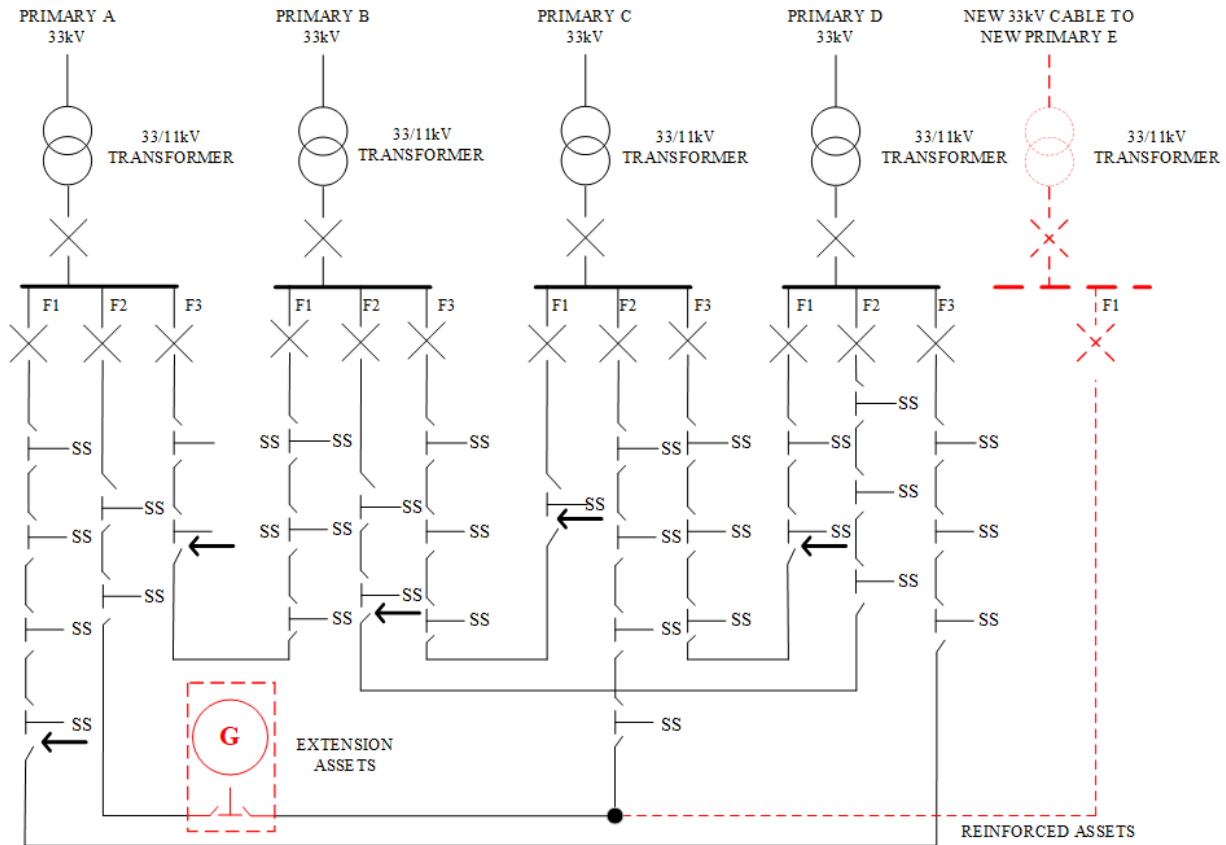 PRIMARY A
33kV
PRIMARY B
33kV
PRIMARY C
33kV
PRIMARY D
33kV
NEW 33kV CABLE TO
NEW PRIMARY E
33/11kV
TRANSFORMER
33/11kV
TRANSFORMER
33/11kV
TRANSFORMER
33/11kV
TRANSFORMER
33/11kV
TRANSFORMER
F1 F2 F3 F1 F2 F3 F1 F2 F3 F1 F2 F3 F1
SS
SS SS SS SS SS SS SS SS SS
SS SS SS SS SS
SS SS SS SS SS SS SS SS
SS SS SS
SS SS SS SS SS SS SS SS
SS
SS
G
EXTENSION
ASSETS
REINFORCED ASSETS